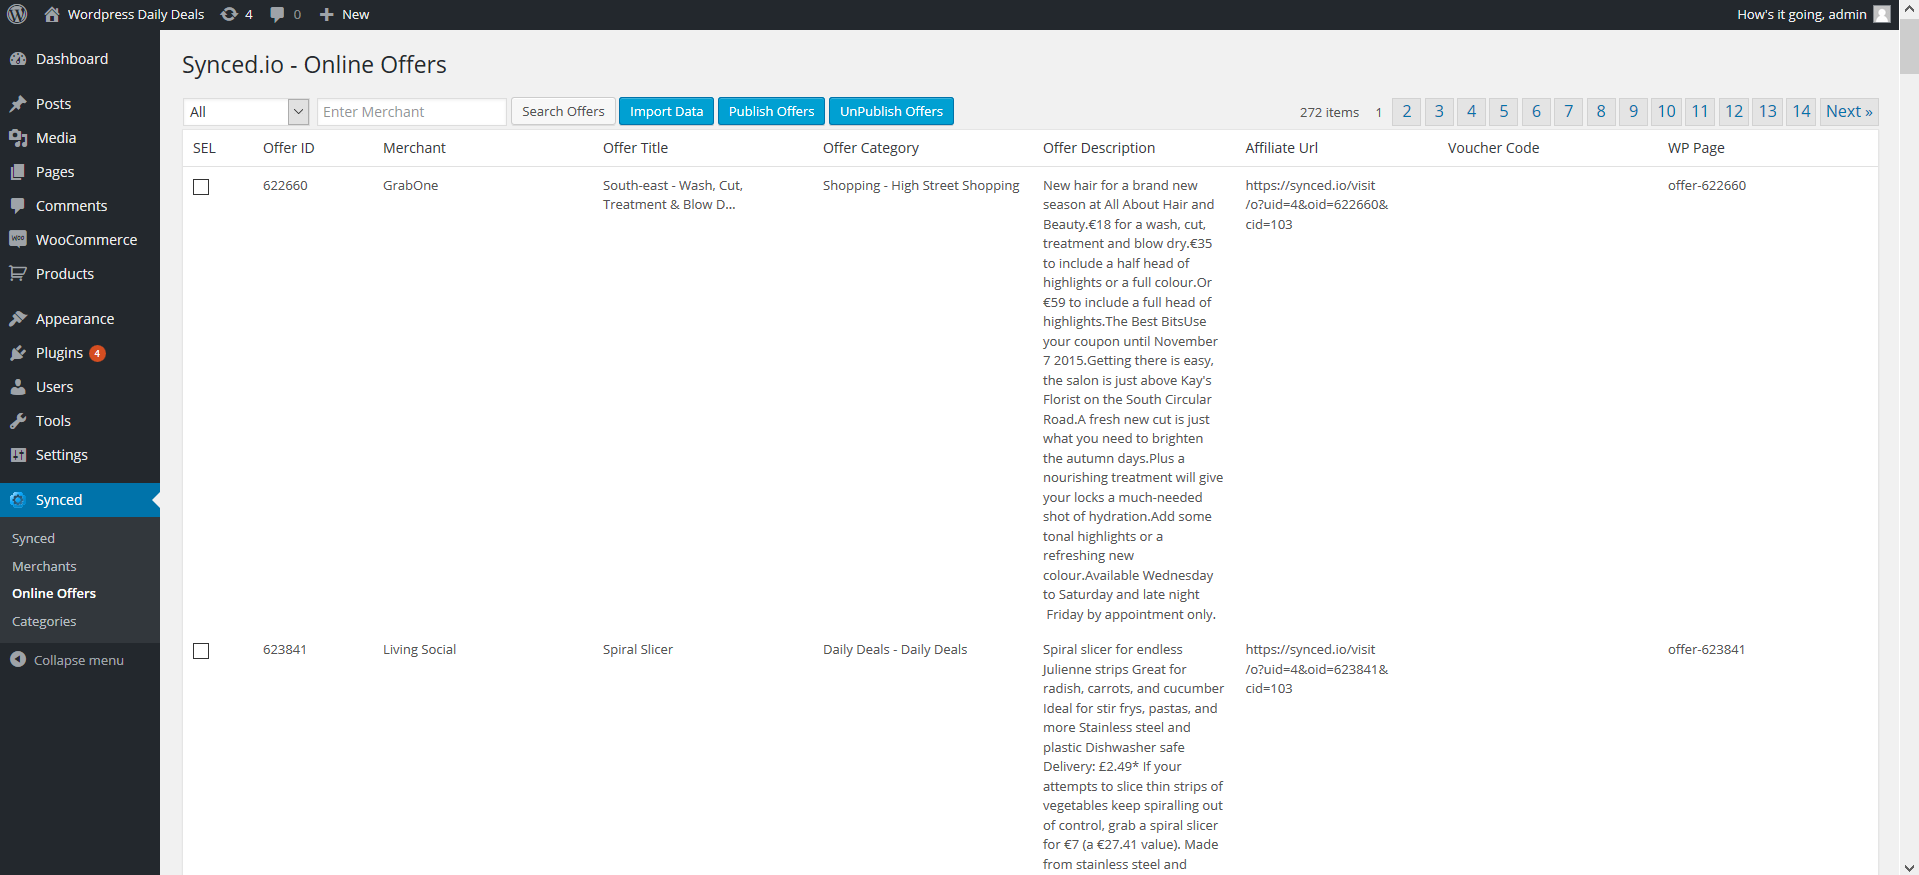 Wordpress Daily Deals 4 0 New How's it going, admin
Dashboard
Posts
Media
Pages
Comments
WooCommerce
Products
Appearance
Plugins 4
Users
Tools
Settings
Synced
Synced
Merchants
Online Offers
Categories
Collapse menu
Synced.io - Online Offers
All Enter Merchant Search Offers Import Data Publish Offers UnPublish Offers 272 items 1 2 3 4 5 6 7 8 9 10 11 12 13 14 Next »
SEL Offer ID Merchant Offer Title Offer Category Offer Description Affiliate Url Voucher Code WP Page
622660
GrabOne
South-east - Wash, Cut,
Treatment & Blow D...
Shopping - High Street Shopping
New hair for a brand new
season at All About Hair and
Beauty.€18 for a wash, cut,
treatment and blow dry.€35
to include a half head of
highlights or a full colour.Or
€59 to include a full head of
highlights.The Best BitsUse
your coupon until November
7 2015.Getting there is easy,
the salon is just above Kay's
Florist on the South Circular
Road.A fresh new cut is just
what you need to brighten
the autumn days.Plus a
nourishing treatment will give
your locks a much-needed
shot of hydration.Add some
tonal highlights or a
refreshing new
colour.Available Wednesday
to Saturday and late night
Friday by appointment only.
https://synced.io/visit
/o?uid=4&oid=622660&
cid=103
offer-622660
623841
Living Social
Spiral Slicer
Daily Deals - Daily Deals
Spiral slicer for endless
Julienne strips Great for
radish, carrots, and cucumber
Ideal for stir frys, pastas, and
more Stainless steel and
plastic Dishwasher safe
Delivery: £2.49* If your
attempts to slice thin strips of
vegetables keep spiralling out
of control, grab a spiral slicer
for €7 (a €27.41 value). Made
from stainless steel and
https://synced.io/visit
/o?uid=4&oid=623841&
cid=103
offer-623841